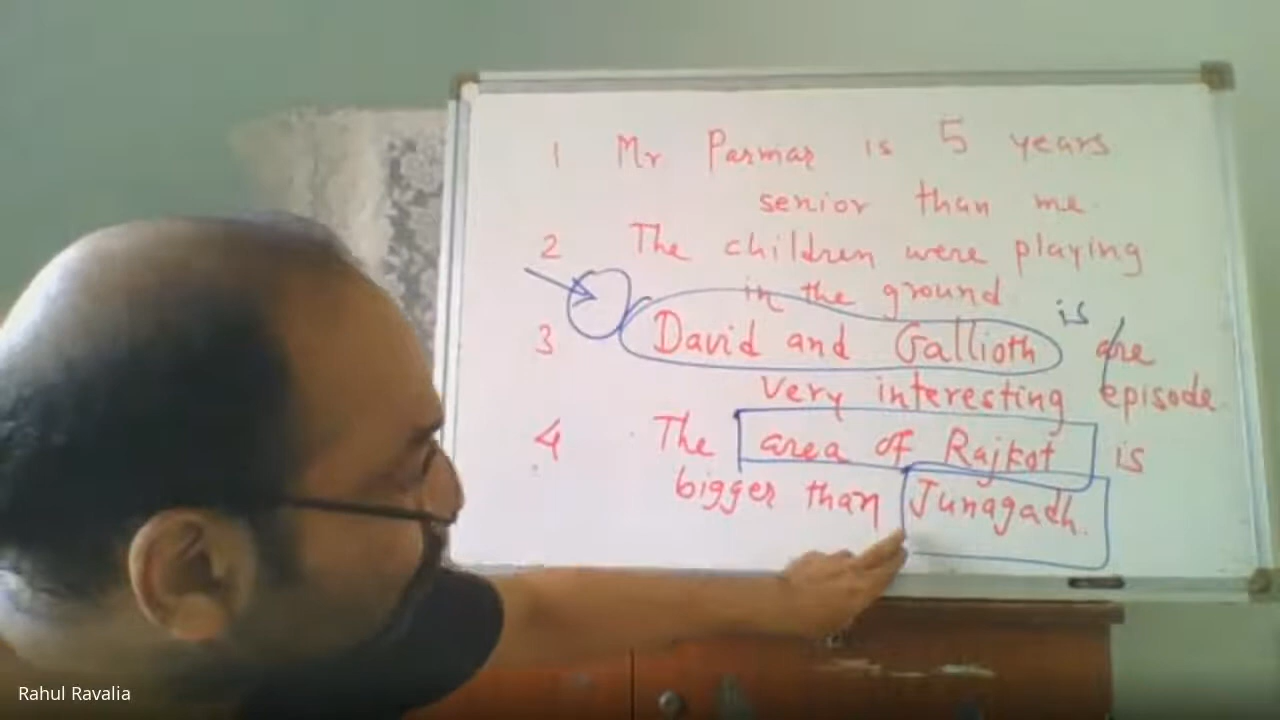 1 Mr Parmar is 5 years
senior than me.
2 The children were playing
in the ground
is
3 David and Gallioth are
very interesting episode
4 The area of Rajkot is
bigger than Junagadh.
Rahul Ravalia